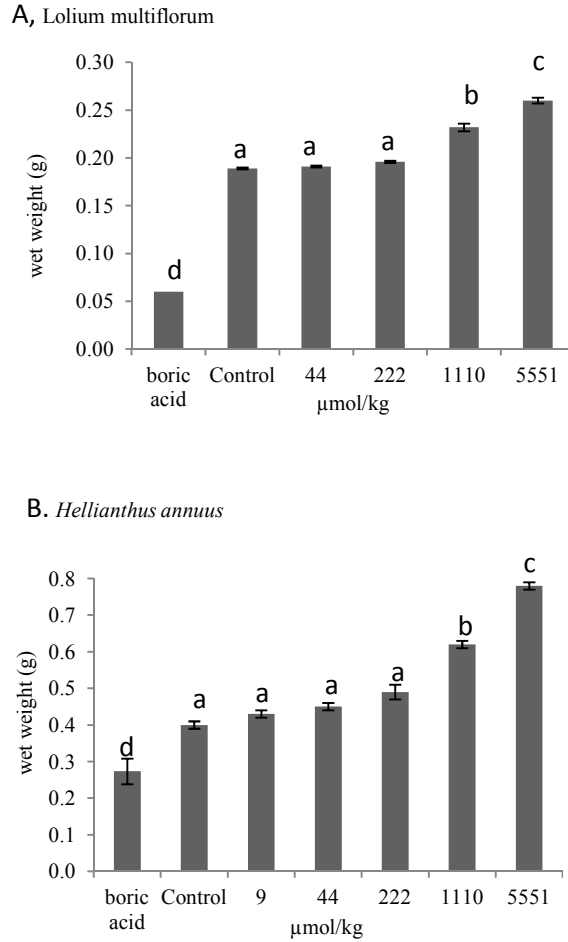 A, Lolium multiflorum
0.30
c
b
0.25
a a a
0.20
wet weight (g)
0.15
0.10
d
0.05
0.00
boric acid Control 44 222 1110 5551
µmol/kg
B. Hellianthus annuus
0.8
c
0.7
b
0.6
a
0.5
a a a
wet weight (g)
0.4
d
0.3
0.2
0.1
0.0
boric acid Control 9 44 222 1110 5551
µmol/kg